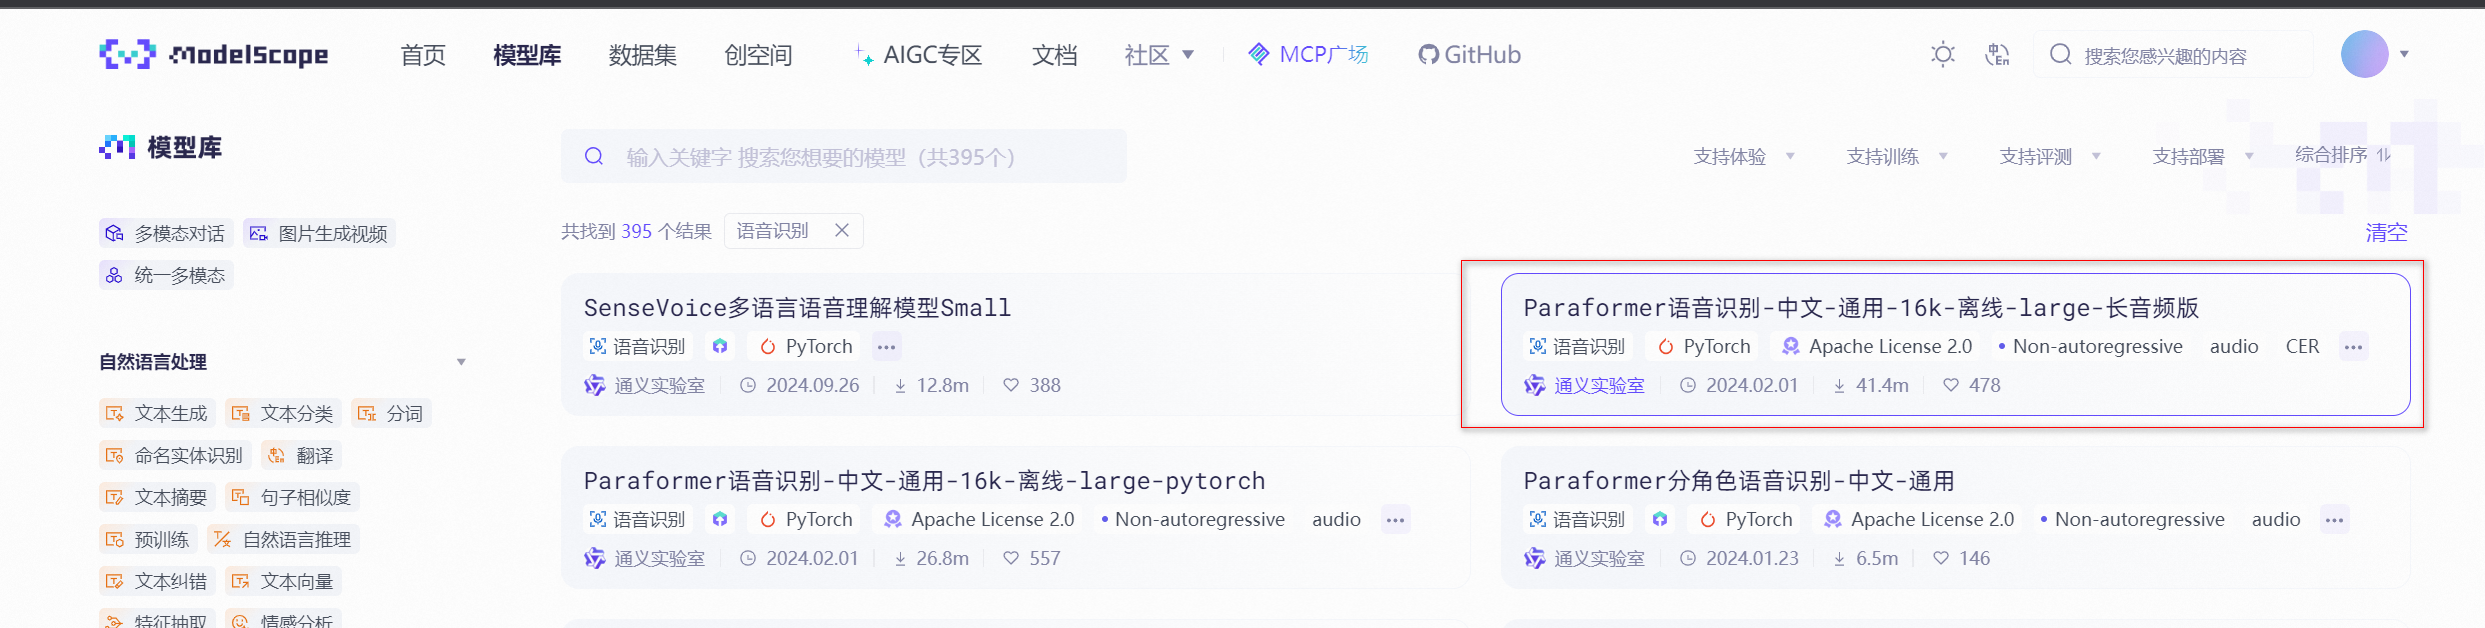 ModelScope 首页 模型库 数据集 创空间 AIGC专区 文档 社区 MCP广场 GitHub 搜索您感兴趣的内容
模型库
输入关键字 搜索您想要的模型（共395个）
支持体验 支持训练 支持评测 支持部署 综合排序
共找到 395 个结果 语音识别
清空
多模态对话 图片生成视频
统一多模态
自然语言处理
文本生成 文本分类 分词
命名实体识别 翻译
文本摘要 句子相似度
预训练 自然语言推理
文本纠错 文本向量
特征抽取 情感分析
SenseVoice多语言语音理解模型Small
语音识别 PyTorch ...
通义实验室 2024.09.26 12.8m 388
Paraformer语音识别-中文-通用-16k-离线-large-长音频版
语音识别 PyTorch Apache License 2.0 Non-autoregressive audio CER ...
通义实验室 2024.02.01 41.4m 478
Paraformer语音识别-中文-通用-16k-离线-large-pytorch
语音识别 PyTorch Apache License 2.0 Non-autoregressive audio ...
通义实验室 2024.02.01 26.8m 557
Paraformer分角色语音识别-中文-通用
语音识别 PyTorch Apache License 2.0 Non-autoregressive audio ...
通义实验室 2024.01.23 6.5m 146